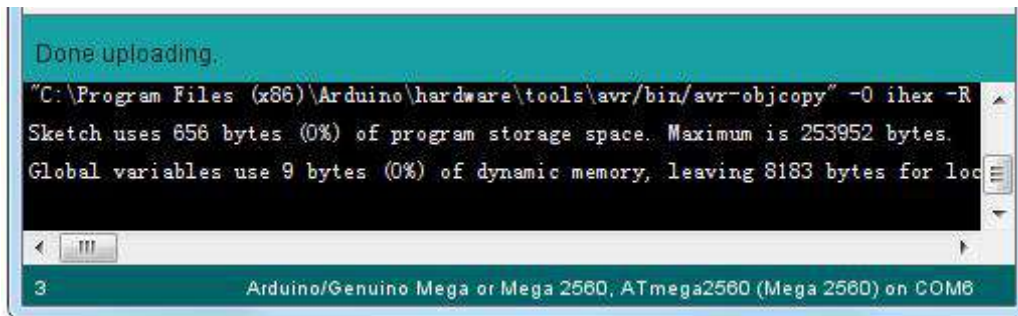 Done uploading.
"C:\Program Files (x86)\Arduino\hardware\tools\avr/bin/avr-objcopy" -O ihex -R
Sketch uses 656 bytes (0%) of program storage space. Maximum is 253952 bytes.
Global variables use 9 bytes (0%) of dynamic memory, leaving 8183 bytes for loc
3 Arduino/Genuino Mega or Mega 2560, ATmega2560 (Mega 2560) on COM6